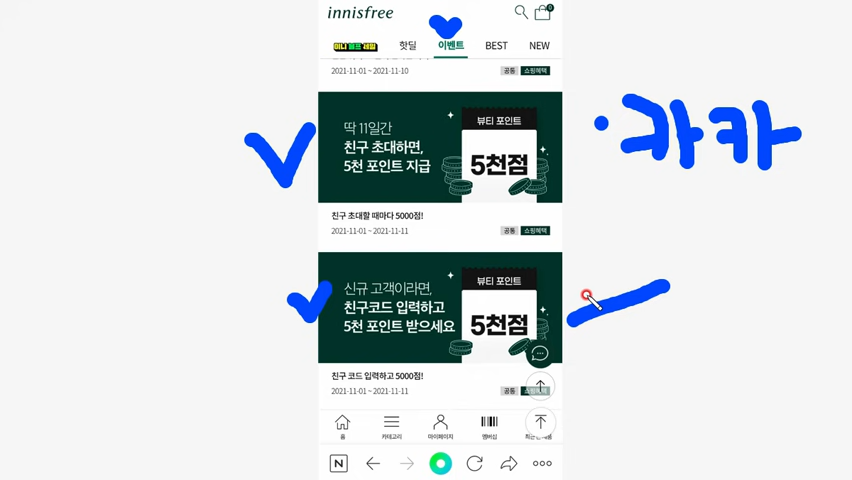 innisfree
0
미니 셀프 세일 핫딜 이벤트 BEST NEW
2021-11-01 ~ 2021-11-10 공통 쇼핑혜택
딱 11일간
친구 초대하면,
5천 포인트 지급
뷰티 포인트
5천점
친구 초대할 때마다 5000점!
2021-11-01 ~ 2021-11-11 공통 쇼핑혜택
신규 고객이라면,
친구코드 입력하고
5천 포인트 받으세요
뷰티 포인트
5천점
친구 코드 입력하고 5000점!
2021-11-01 ~ 2021-11-11 공통
홈 카테고리 마이페이지 멤버십
N
· 카카